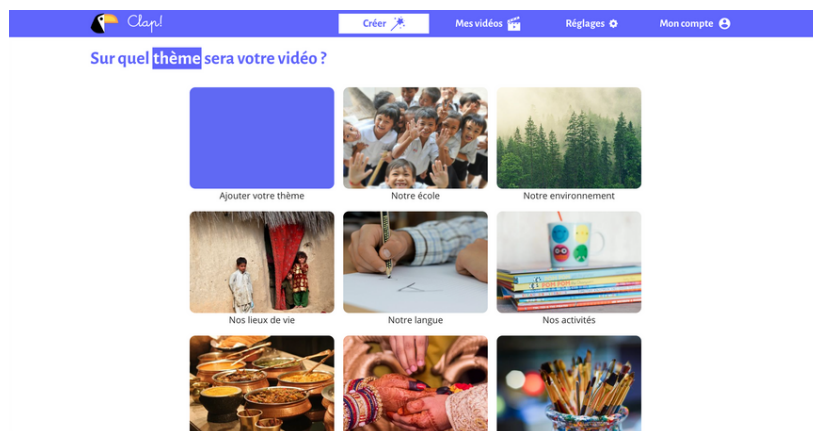 Clap!
Créer
Mes vidéos
Réglages
Mon compte
Sur quel thème sera votre vidéo ?
Ajouter votre thème
Notre école
Notre environnement
Nos lieux de vie
Notre langue
Nos activités